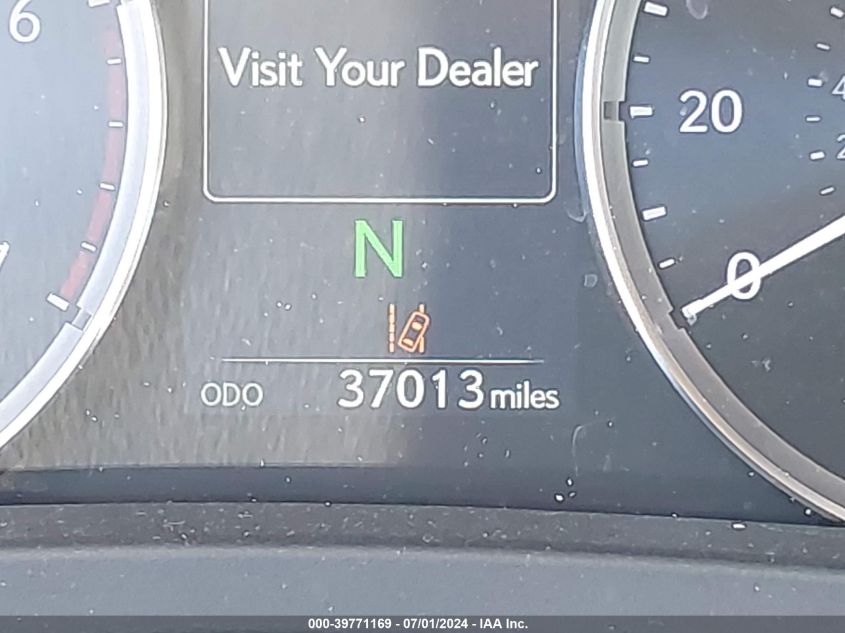 6
Visit Your Dealer
20
N
0
ODO 37013 miles
000-39771169 - 07/01/2024 - IAA Inc.